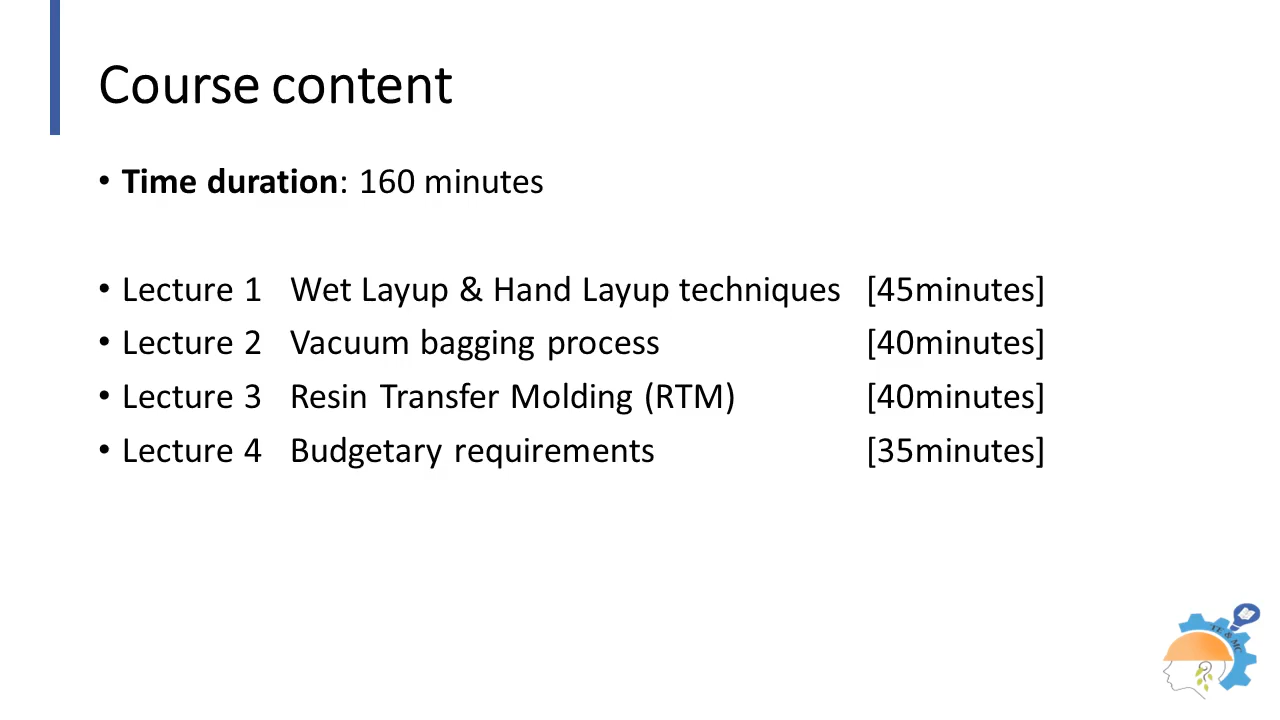 Course content
• Time duration: 160 minutes
• Lecture 1 Wet Layup & Hand Layup techniques [45minutes]
• Lecture 2 Vacuum bagging process [40minutes]
• Lecture 3 Resin Transfer Molding (RTM) [40minutes]
• Lecture 4 Budgetary requirements [35minutes]